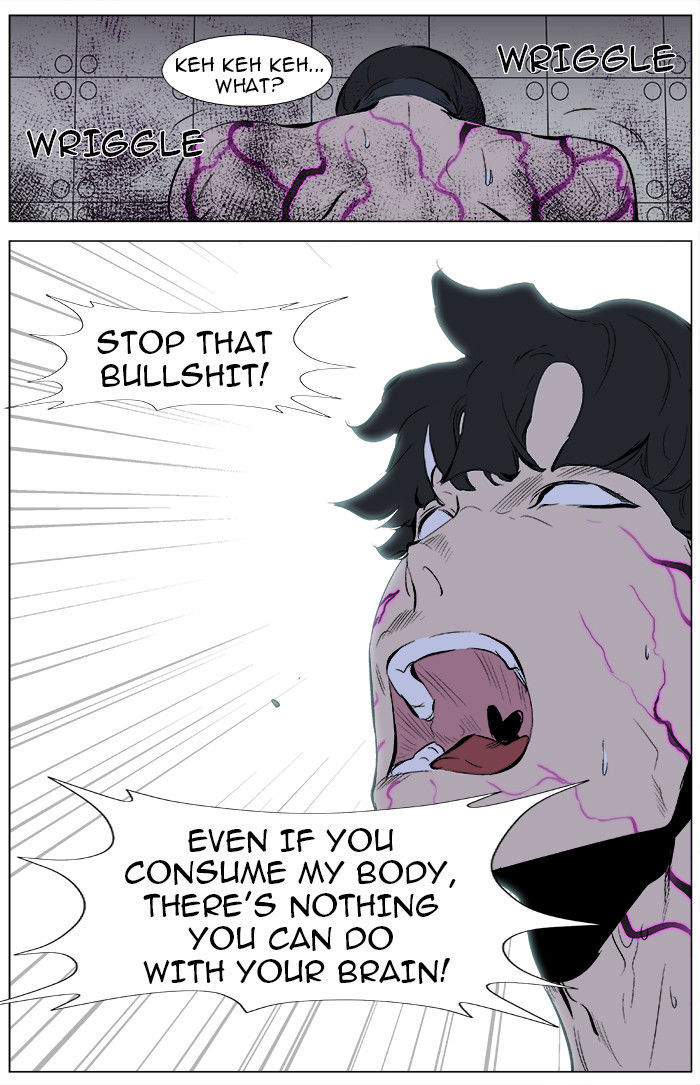 KEH KEH KEH...
WHAT?
WRIGGLE
WRIGGLE
STOP THAT
BULLSHIT!
EVEN IF YOU
CONSUME MY BODY,
THERE'S NOTHING
YOU CAN DO
WITH YOUR BRAIN!